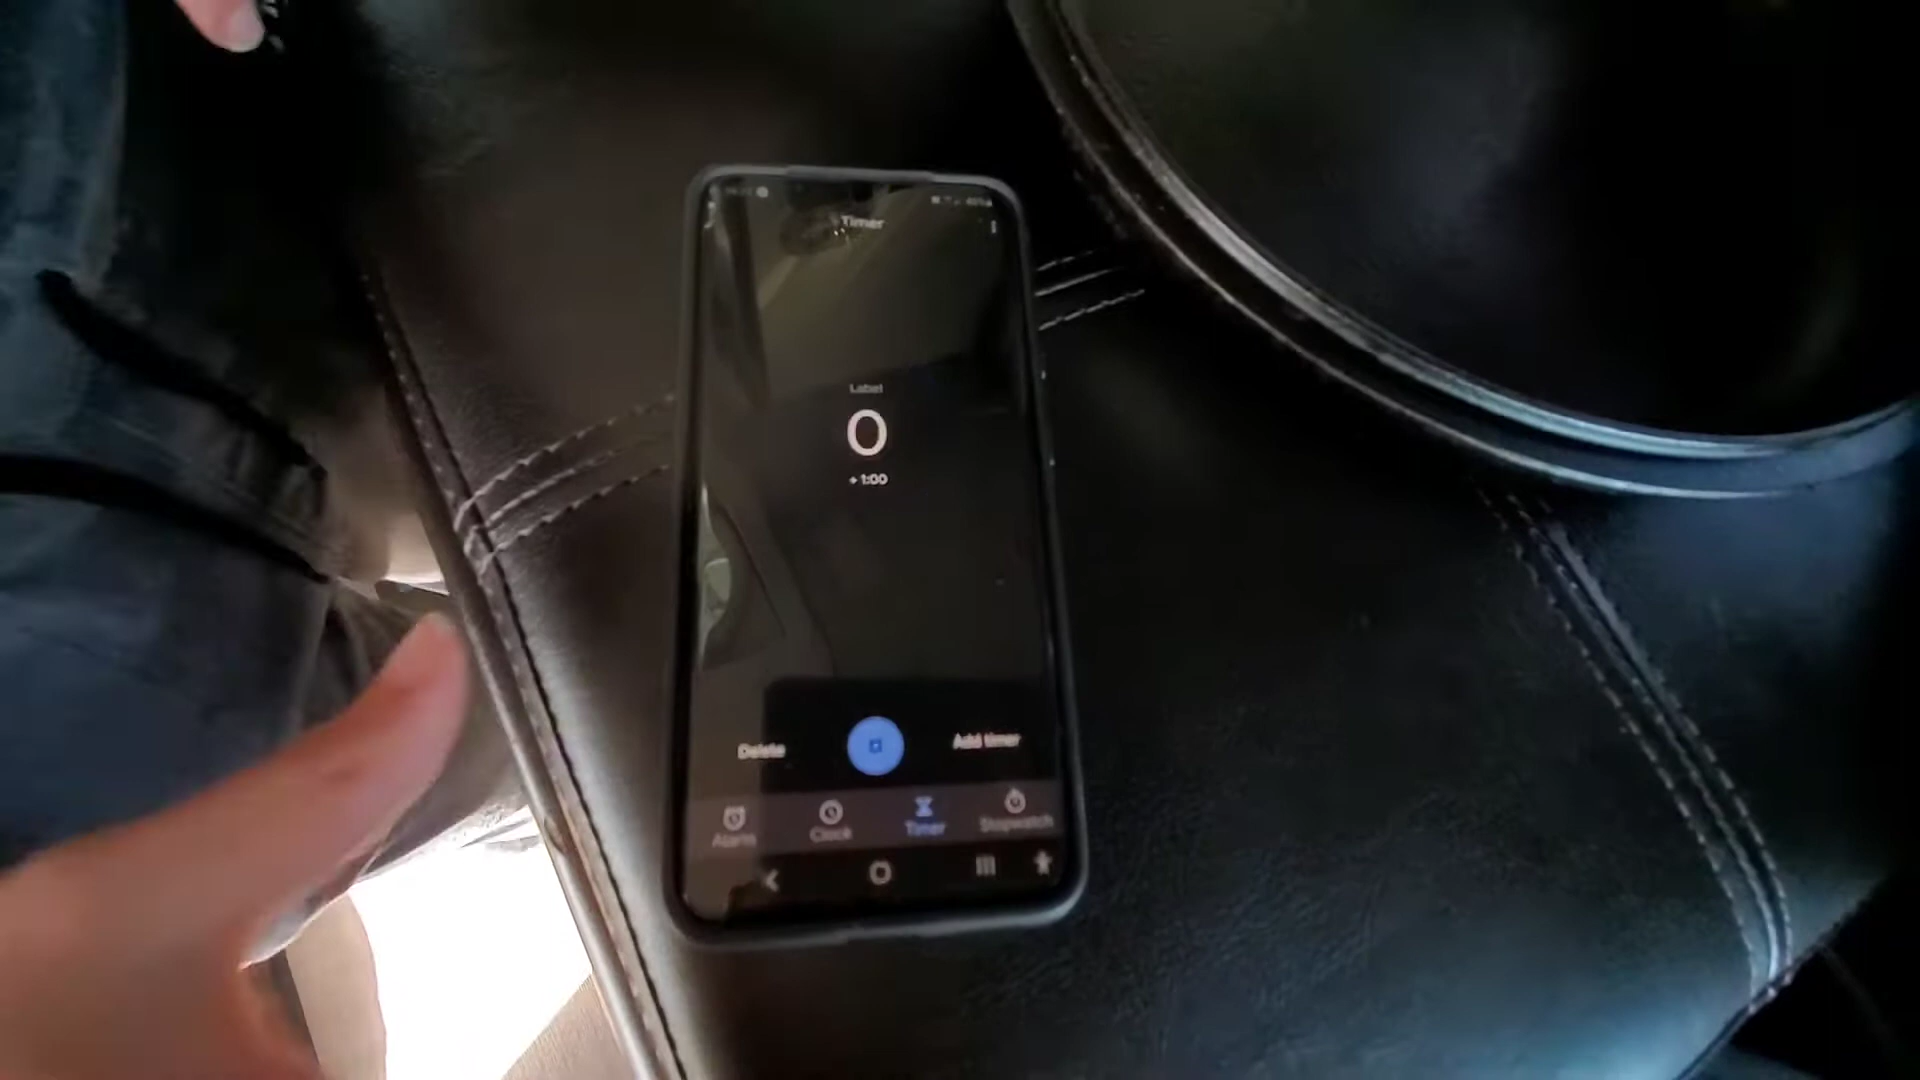 Timer
Label
0
+ 1:00
Delete
Add timer
Alarm
Clock
Timer
Stopwatch